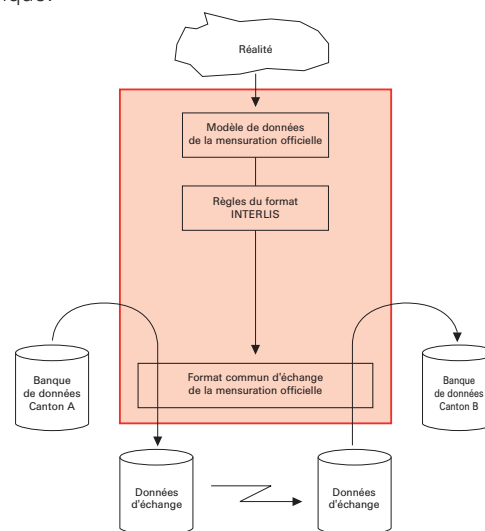 ique.
Réalité
Modèle de données
de la mensuration officielle
Règles du format
INTERLIS
Format commun d'échange
de la mensuration officielle
Banque
de données
Canton A
Banque
de données
Canton B
Données
d'échange
Données
d'échange